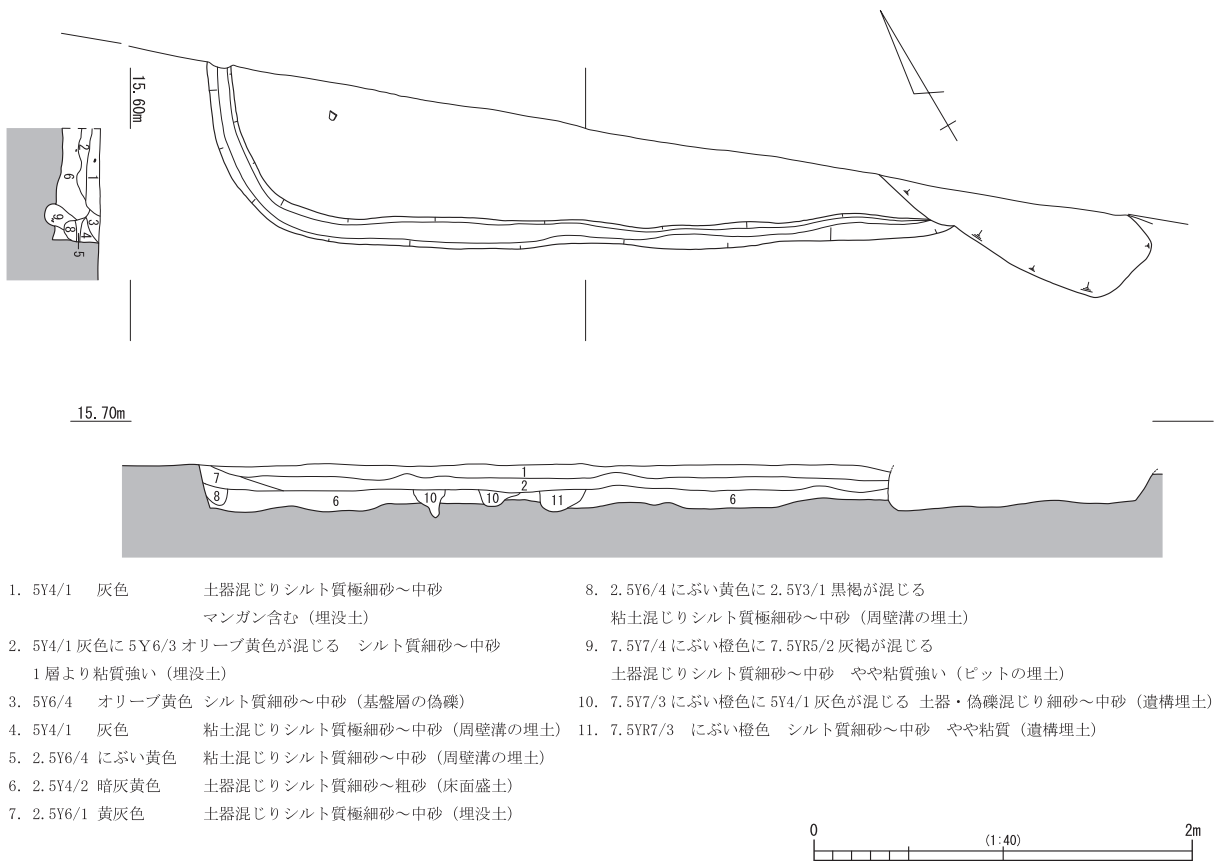 15.60m
2
1
6
9
3
8
4
5
15.70m
1
7
2
8
6
10
10
11
6
1. 5Y4/1 灰色 土器混じりシルト質極細砂～中砂
マンガン含む（埋没土）
2. 5Y4/1 灰色に 5Y6/3 オリーブ黄色が混じる シルト質細砂～中砂
1層より粘質強い（埋没土）
3. 5Y6/4 オリーブ黄色 シルト質細砂～中砂（基盤層の偽礫）
4. 5Y4/1 灰色 粘土混じりシルト質極細砂～中砂（周壁溝の埋土）
5. 2.5Y6/4 にぶい黄色 粘土混じりシルト質細砂～中砂（周壁溝の埋土）
6. 2.5Y4/2 暗灰黄色 土器混じりシルト質細砂～粗砂（床面盛土）
7. 2.5Y6/1 黄灰色 土器混じりシルト質極細砂～中砂（埋没土）
8. 2.5Y6/4 にぶい黄色に 2.5Y3/1 黒褐が混じる
粘土混じりシルト質極細砂～中砂（周壁溝の埋土）
9. 7.5Y7/4 にぶい橙色に 7.5YR5/2 灰褐が混じる
土器混じりシルト質細砂～中砂 やや粘質強い（ピットの埋土）
10. 7.5Y7/3 にぶい橙色に 5Y4/1 灰色が混じる 土器・偽礫混じり細砂～中砂（遺構埋土）
11. 7.5YR7/3 にぶい橙色 シルト質細砂～中砂 やや粘質（遺構埋土）
0 (1:40) 2m